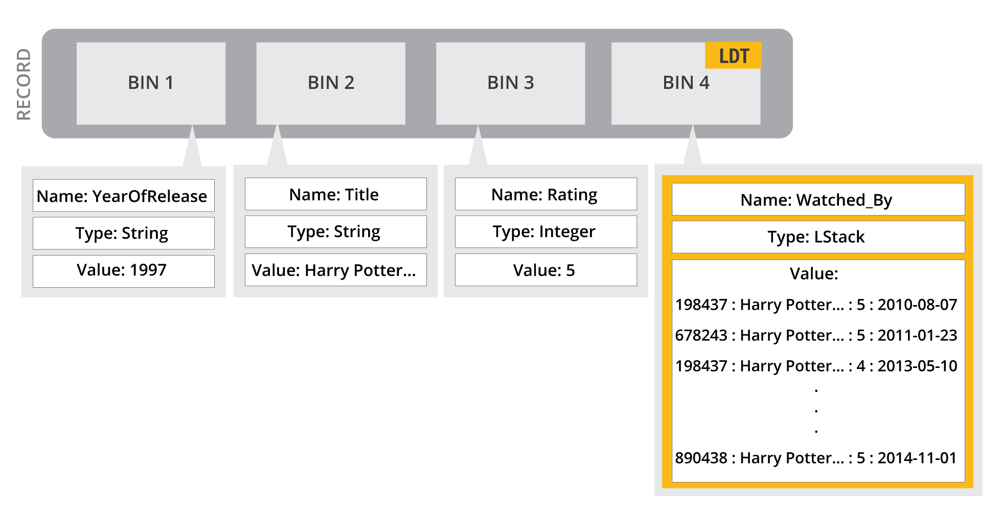 RECORD
BIN 1
BIN 2
BIN 3
BIN 4
LDT
Name: YearOfRelease
Type: String
Value: 1997
Name: Title
Type: String
Value: Harry Potter...
Name: Rating
Type: Integer
Value: 5
Name: Watched_By
Type: LStack
Value:
198437 : Harry Potter... : 5 : 2010-08-07
678243 : Harry Potter... : 5 : 2011-01-23
198437 : Harry Potter... : 4 : 2013-05-10
.
.
.
890438 : Harry Potter... : 5 : 2014-11-01